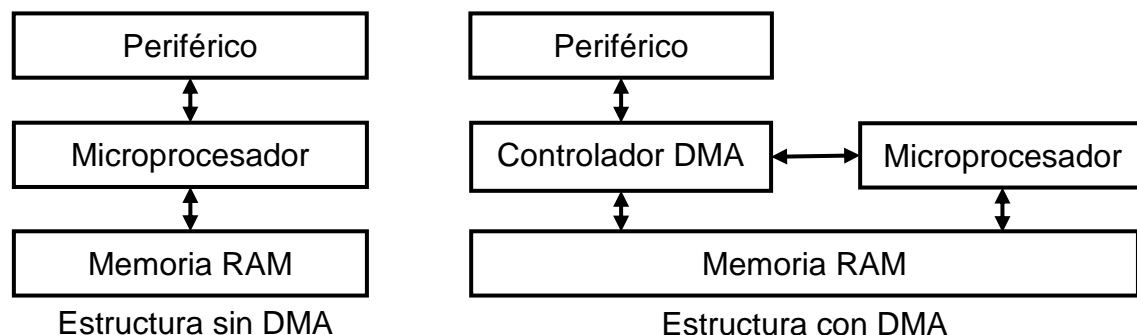 Periférico
Microprocesador
Memoria RAM
Estructura sin DMA
Periférico
Controlador DMA
Microprocesador
Memoria RAM
Estructura con DMA